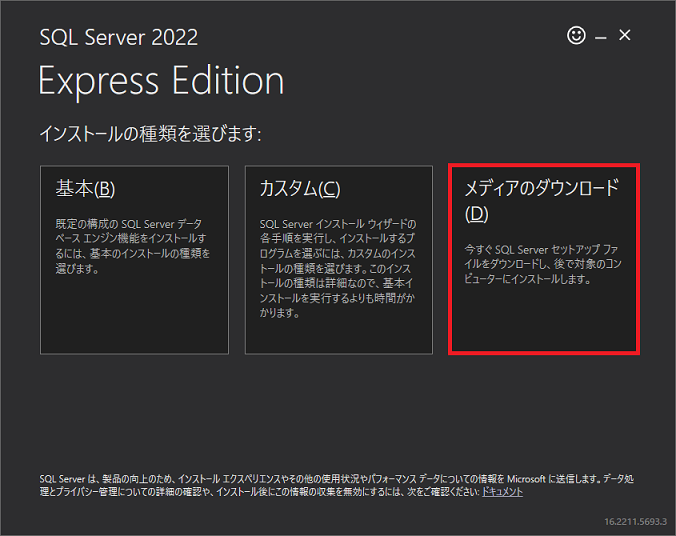 SQL Server 2022
Express Edition
インストールの種類を選びます:
基本(B)
既定の構成の SQL Server データ
ベース エンジン機能をインストールす
るには、基本のインストールの種類を
選びます。
カスタム(C)
SQL Server インストール ウィザードの
各手順を実行し、インストールするプ
ログラムを選ぶには、カスタムのインス
トールの種類を選びます。このインス
トールの種類は詳細なので、基本イ
ンストールを実行するよりも時間がか
かります。
メディアのダウンロード
(D)
今すぐ SQL Server セットアップ ファ
イルをダウンロードし、後で対象のコン
ピューターにインストールします。
SQL Server は、製品の向上のため、インストール エクスペリエンスやその他の使用状況やパフォーマンス データについての情報を Microsoft に送信します。データ処
理とプライバシー管理についての詳細の確認や、インストール後にこの情報の収集を無効にするには、次をご確認ください: ドキュメント
16.2211.5693.3